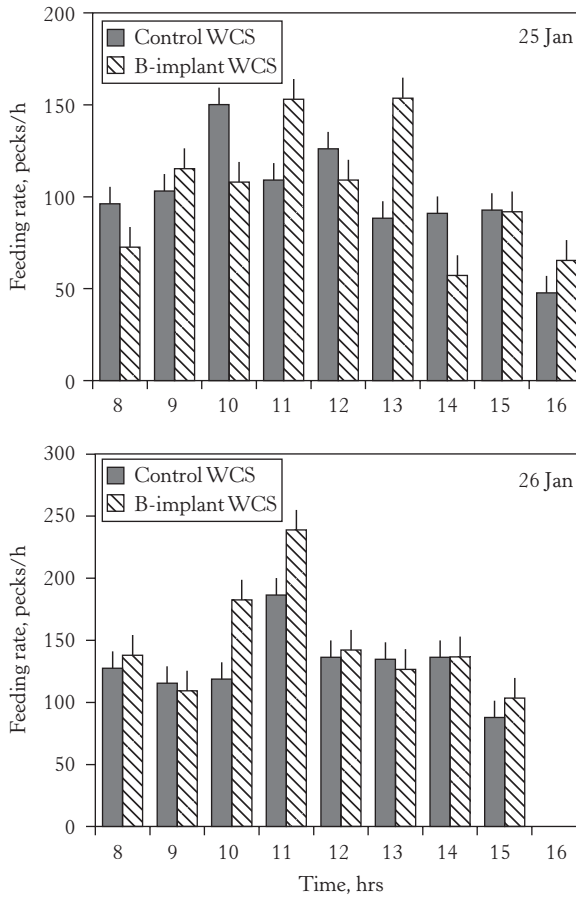 200
25 Jan
Control WCS
B-implant WCS
150
100
50
0
Feeding rate, pecks/h
8 9 10 11 12 13 14 15 16
300
26 Jan
Control WCS
B-implant WCS
250
200
150
100
50
0
Feeding rate, pecks/h
8 9 10 11 12 13 14 15 16
Time, hrs